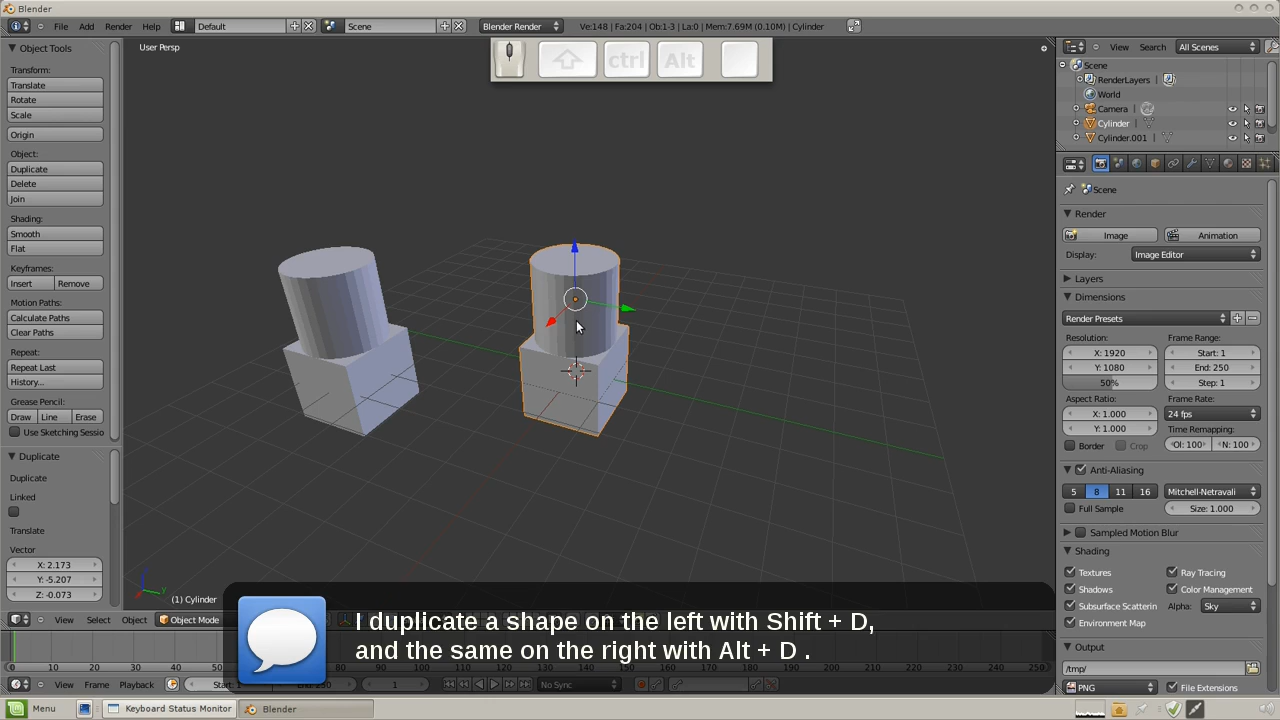 Blender
File
Add
Render
Help
Default
Scene
Blender Render
Ve:148 | Fa:204 | Ob:1-3 | La:0 | Mem:7.69M (0.10M) | Cylinder
Object Tools
Transform:
Translate
Rotate
Scale
Origin
Object:
Duplicate
Delete
Join
Shading:
Smooth
Flat
Keyframes:
Insert
Remove
Motion Paths:
Calculate Paths
Clear Paths
Repeat:
Repeat Last
History...
Grease Pencil:
Draw
Line
Erase
Use Sketching Sessio
Duplicate
Duplicate
Linked
Translate
Vector
X: 2.173
Y: -5.207
Z: -0.073
User Persp
ctrl
Alt
(1) Cylinder
View
Select
Object
Object Mode
I duplicate a shape on the left with Shift + D,
and the same on the right with Alt + D .
View
Frame
Playback
1
No Sync
View
Search
All Scenes
Scene
RenderLayers
World
Camera
Cylinder
Cylinder.001
Scene
Render
Image
Animation
Display:
Image Editor
Layers
Dimensions
Render Presets
Resolution:
Frame Range:
X: 1920
Start: 1
Y: 1080
End: 250
50%
Step: 1
Aspect Ratio:
Frame Rate:
X: 1.000
24 fps
Y: 1.000
Time Remapping:
Border
Crop
OI: 100
N: 100
Anti-Aliasing
5
8
11
16
Mitchell-Netravali
Full Sample
Size: 1.000
Sampled Motion Blur
Shading
Textures
Ray Tracing
Shadows
Color Management
Subsurface Scatterin
Alpha:
Sky
Environment Map
Output
/tmp/
PNG
File Extensions
Menu
Keyboard Status Monitor
Blender